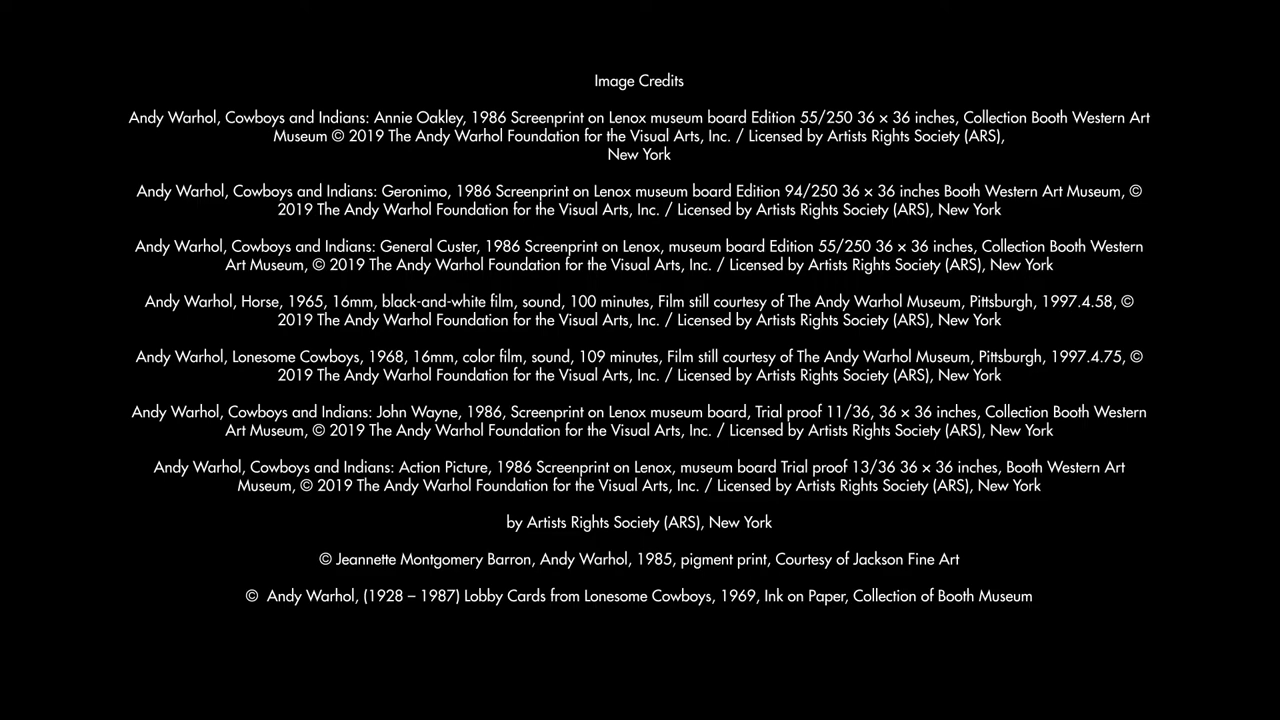 Image Credits
Andy Warhol, Cowboys and Indians: Annie Oakley, 1986 Screenprint on Lenox museum board Edition 55/250 36 × 36 inches, Collection Booth Western Art
Museum © 2019 The Andy Warhol Foundation for the Visual Arts, Inc. / Licensed by Artists Rights Society (ARS),
New York
Andy Warhol, Cowboys and Indians: Geronimo, 1986 Screenprint on Lenox museum board Edition 94/250 36 × 36 inches Booth Western Art Museum, ©
2019 The Andy Warhol Foundation for the Visual Arts, Inc. / Licensed by Artists Rights Society (ARS), New York
Andy Warhol, Cowboys and Indians: General Custer, 1986 Screenprint on Lenox, museum board Edition 55/250 36 × 36 inches, Collection Booth Western
Art Museum, © 2019 The Andy Warhol Foundation for the Visual Arts, Inc. / Licensed by Artists Rights Society (ARS), New York
Andy Warhol, Horse, 1965, 16mm, black-and-white film, sound, 100 minutes, Film still courtesy of The Andy Warhol Museum, Pittsburgh, 1997.4.58, ©
2019 The Andy Warhol Foundation for the Visual Arts, Inc. / Licensed by Artists Rights Society (ARS), New York
Andy Warhol, Lonesome Cowboys, 1968, 16mm, color film, sound, 109 minutes, Film still courtesy of The Andy Warhol Museum, Pittsburgh, 1997.4.75, ©
2019 The Andy Warhol Foundation for the Visual Arts, Inc. / Licensed by Artists Rights Society (ARS), New York
Andy Warhol, Cowboys and Indians: John Wayne, 1986, Screenprint on Lenox museum board, Trial proof 11/36, 36 × 36 inches, Collection Booth Western
Art Museum, © 2019 The Andy Warhol Foundation for the Visual Arts, Inc. / Licensed by Artists Rights Society (ARS), New York
Andy Warhol, Cowboys and Indians: Action Picture, 1986 Screenprint on Lenox, museum board Trial proof 13/36 36 × 36 inches, Booth Western Art
Museum, © 2019 The Andy Warhol Foundation for the Visual Arts, Inc. / Licensed by Artists Rights Society (ARS), New York
by Artists Rights Society (ARS), New York
© Jeannette Montgomery Barron, Andy Warhol, 1985, pigment print, Courtesy of Jackson Fine Art
© Andy Warhol, (1928 – 1987) Lobby Cards from Lonesome Cowboys, 1969, Ink on Paper, Collection of Booth Museum